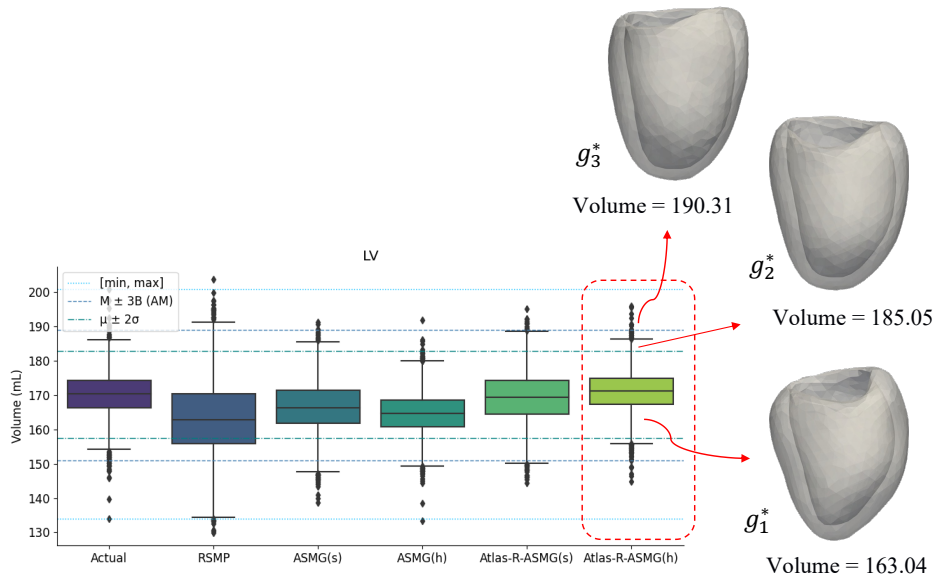 g₃*
Volume = 190.31
g₂*
Volume = 185.05
g₁*
Volume = 163.04
LV
[min, max]
M ± 3B (AM)
μ ± 2σ
Volume (mL)
200
190
180
170
160
150
140
130
Actual
RSMP
ASMG(s)
ASMG(h)
Atlas-R-ASMG(s)
Atlas-R-ASMG(h)